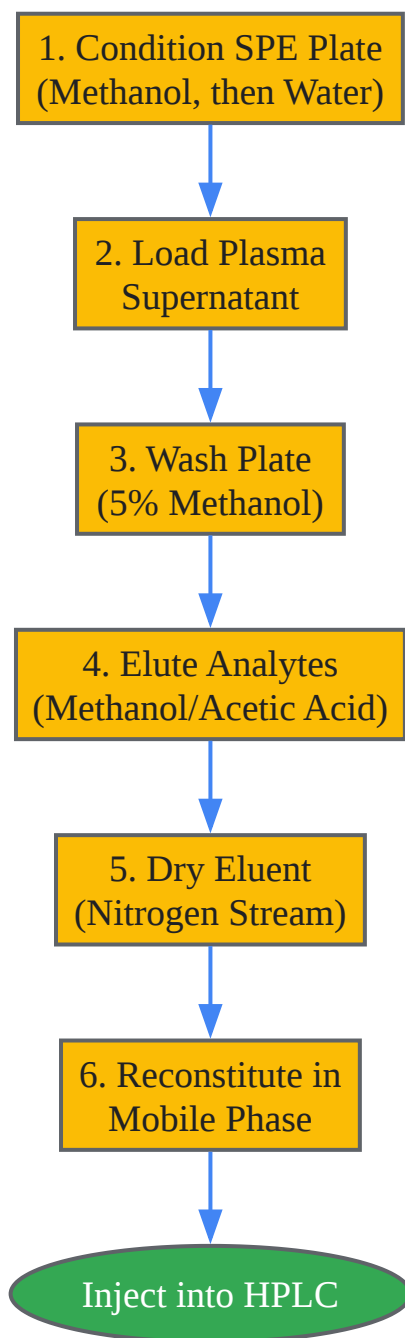 1. Condition SPE Plate
(Methanol, then Water)
2. Load Plasma
Supernatant
3. Wash Plate
(5% Methanol)
4. Elute Analytes
(Methanol/Acetic Acid)
5. Dry Eluent
(Nitrogen Stream)
6. Reconstitute in
Mobile Phase
Inject into HPLC